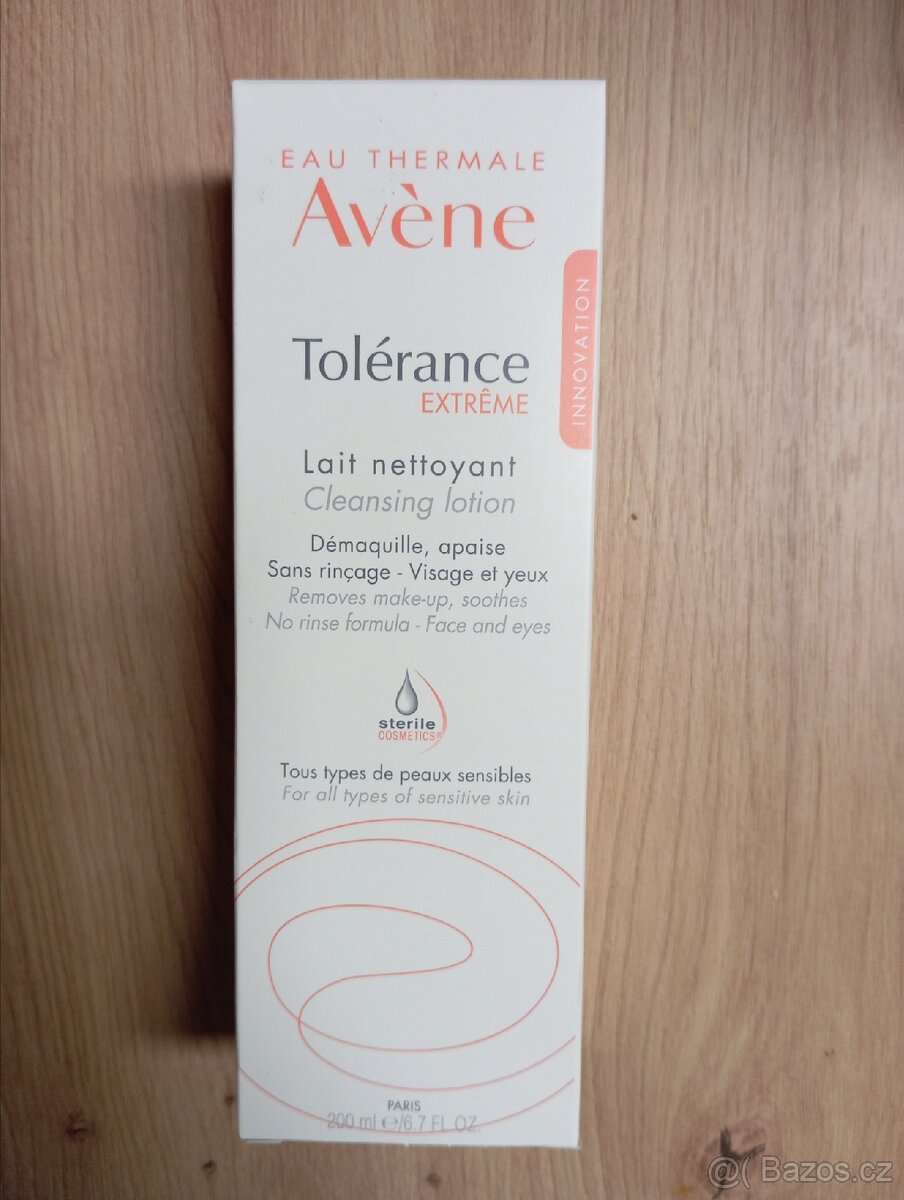 EAU THERMALE
Avène
INNOVATION
Tolérance
EXTRÊME
Lait nettoyant
Cleansing lotion
Démaquille, apaise
Sans rinçage - Visage et yeux
Removes make-up, soothes
No rinse formula - Face and eyes
sterile
COSMETICS®
Tous types de peaux sensibles
For all types of sensitive skin
PARIS
200 ml ℮/6.7 FL. OZ.
@( Bazos.cz